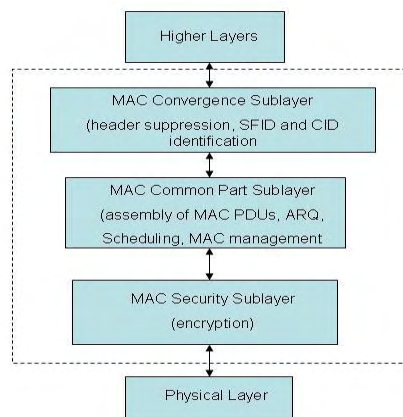 Higher Layers
MAC Convergence Sublayer
(header suppression, SFID and CID
identification
MAC Common Part Sublayer
(assembly of MAC PDUs, ARQ,
Scheduling, MAC management
MAC Security Sublayer
(encryption)
Physical Layer